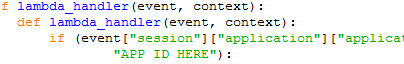 f lambda_handler(event, context):
def lambda_handler(event, context):
if (event["session"]["application"]["applicat
"APP ID HERE"):